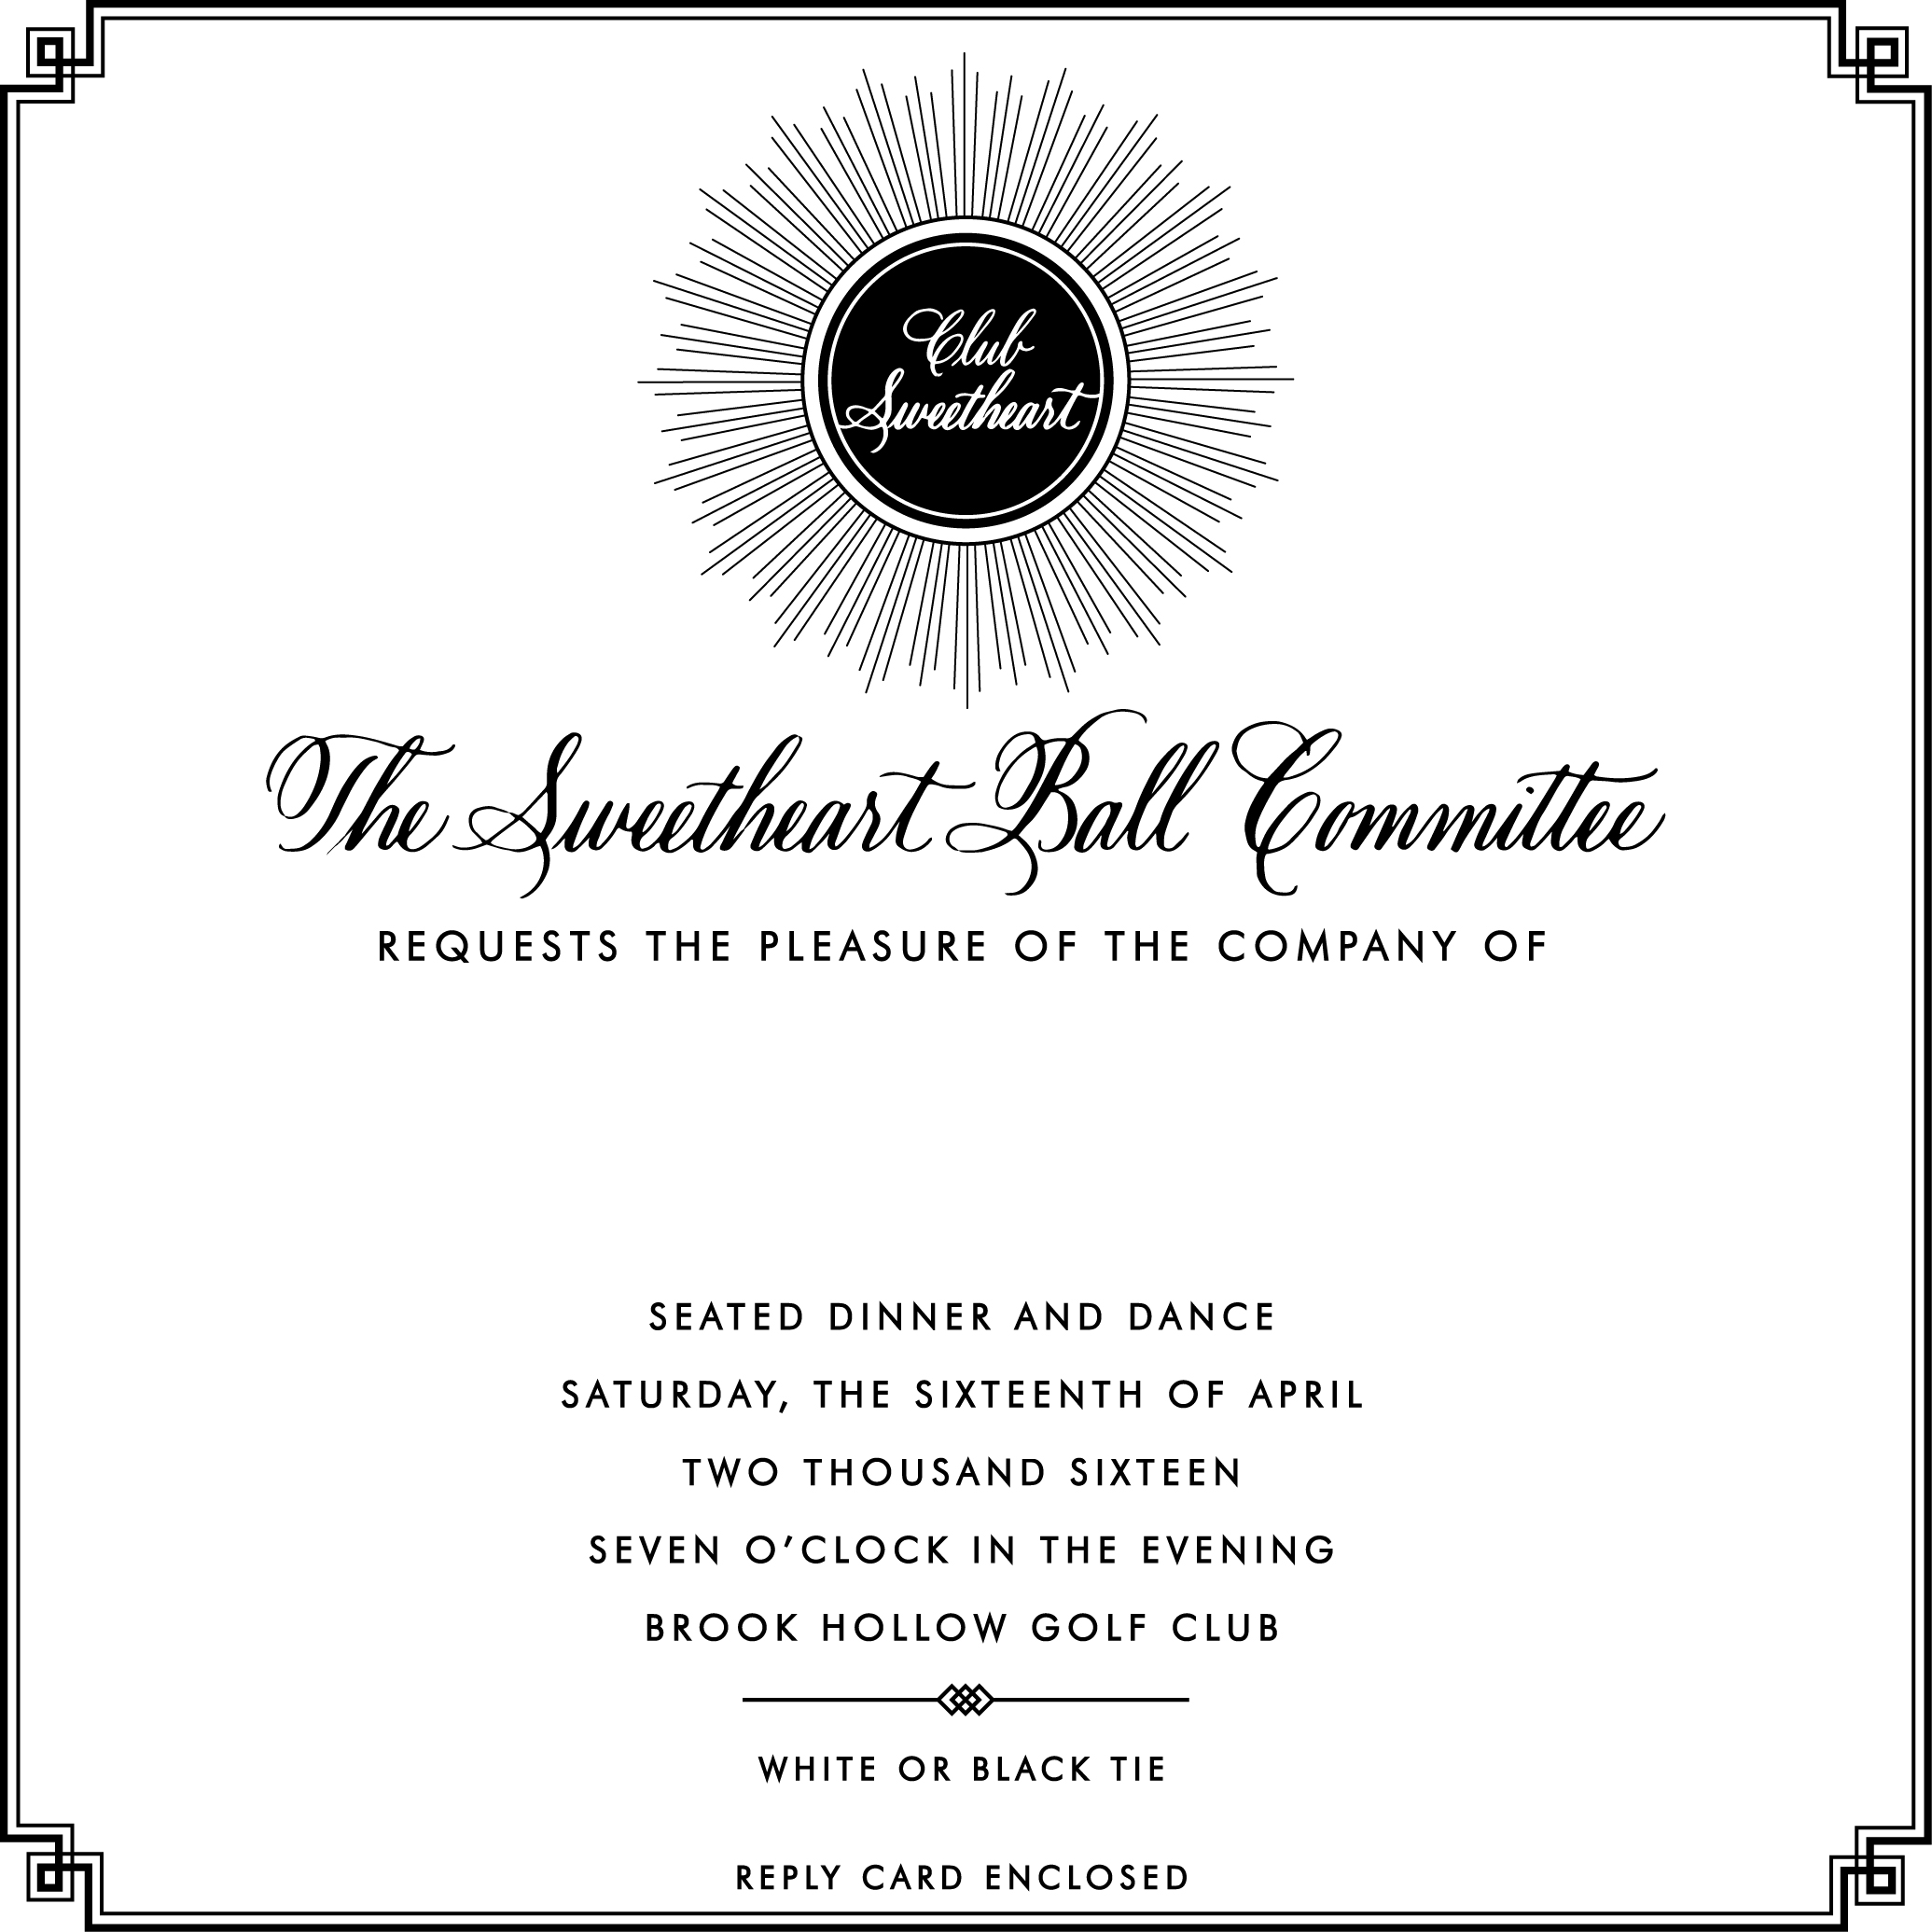 Club
Sweetheart
The Sweetheart Ball Committee
REQUESTS THE PLEASURE OF THE COMPANY OF
SEATED DINNER AND DANCE
SATURDAY, THE SIXTEENTH OF APRIL
TWO THOUSAND SIXTEEN
SEVEN O’CLOCK IN THE EVENING
BROOK HOLLOW GOLF CLUB
WHITE OR BLACK TIE
REPLY CARD ENCLOSED